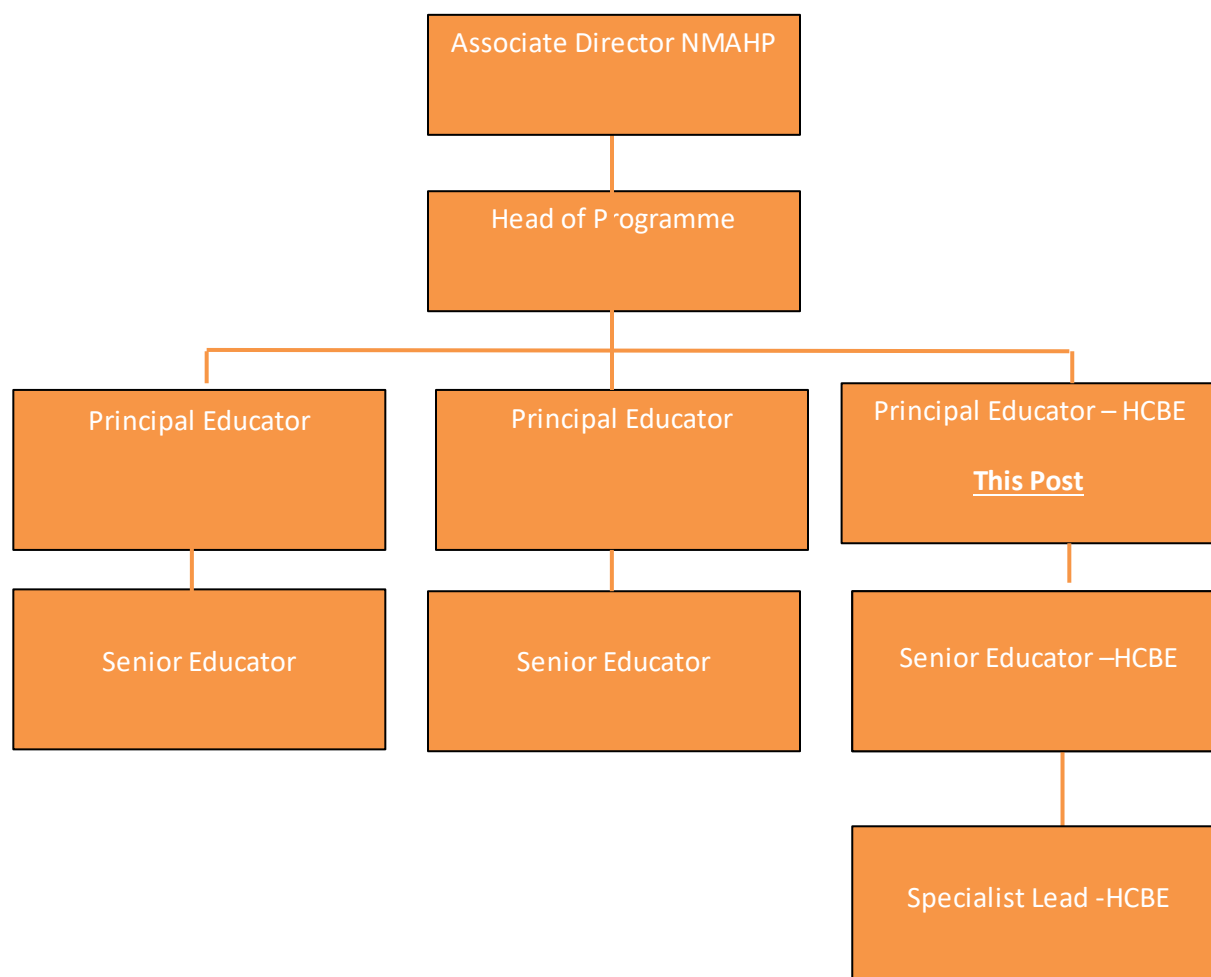 Associate Director NMAHP
Head of Programme
Principal Educator
Principal Educator
Principal Educator – HCBE
This Post
Senior Educator
Senior Educator
Senior Educator –HCBE
Specialist Lead -HCBE